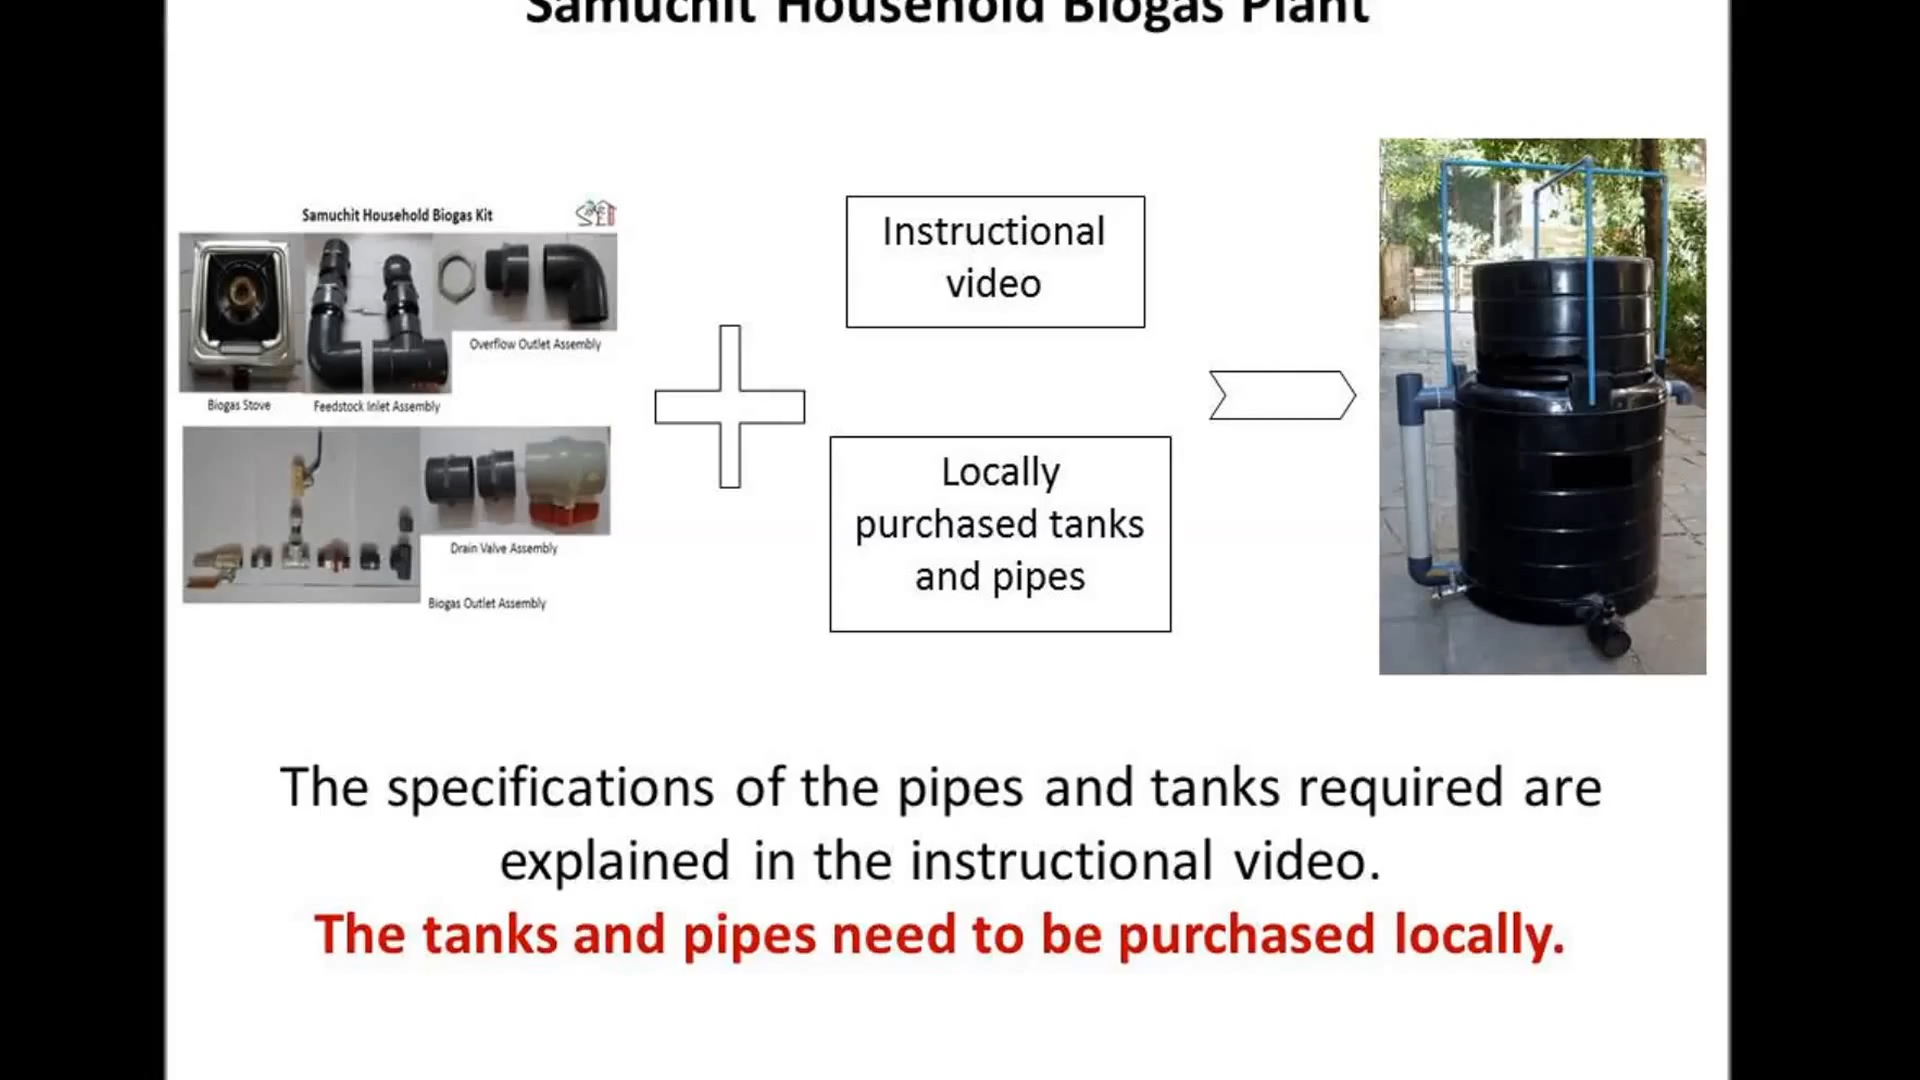 Samuchit Household Biogas Plant
Samuchit Household Biogas Kit
Biogas Stove
Feedstock Inlet Assembly
Overflow Outlet Assembly
Drain Valve Assembly
Biogas Outlet Assembly
Instructional
video
Locally
purchased tanks
and pipes
The specifications of the pipes and tanks required are
explained in the instructional video.
The tanks and pipes need to be purchased locally.